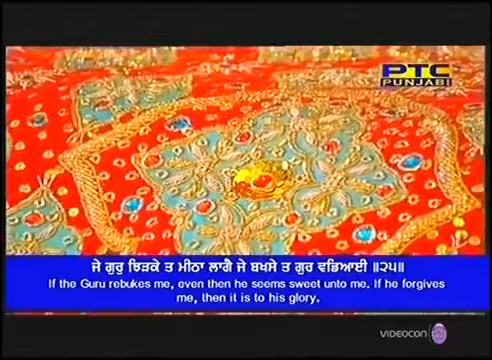 PTC
PUNJABI
ਜੇ ਗੁਰੁ ਝਿੜਕੇ ਤ ਮੀਠਾ ਲਾਗੈ ਜੇ ਬਖਸੇ ਤ ਗੁਰ ਵਡਿਆਈ ॥੨੫॥
If the Guru rebukes me, even then he seems sweet unto me. If he forgives
me, then it is to his glory.
VIDEOCON d2h